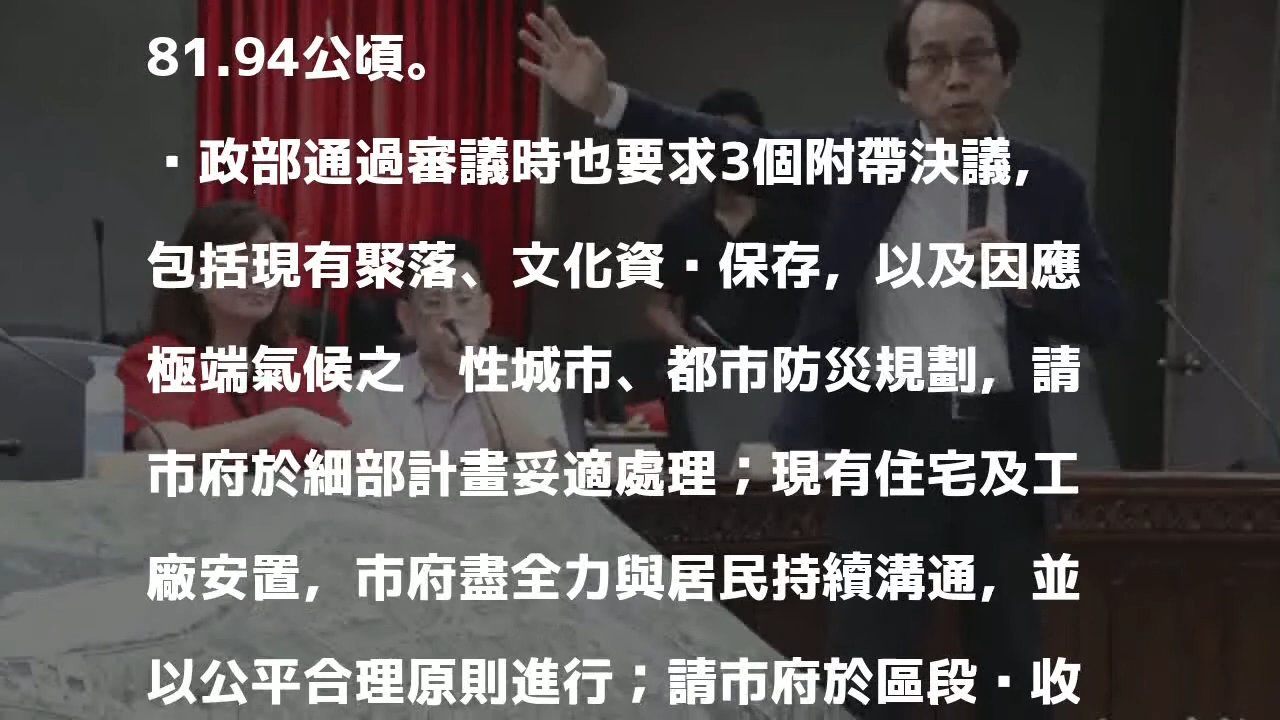 81.94公頃。
·政部通過審議時也要求3個附帶決議，
包括現有聚落、文化資·保存，以及因應
極端氣候之　性城市、都市防災規劃，請
市府於細部計畫妥適處理；現有住宅及工
廠安置，市府盡全力與居民持續溝通，並
以公平合理原則進行；請市府於區段·收